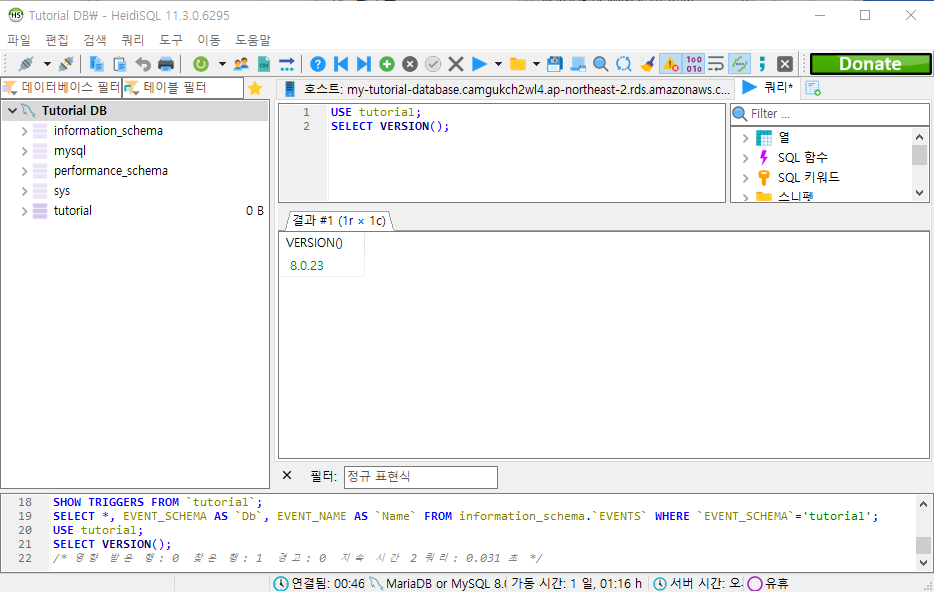 Tutorial DB₩ - HeidiSQL 11.3.0.6295
파일 편집 검색 쿼리 도구 이동 도움말
Donate
데이터베이스 필터 테이블 필터
호스트: my-tutorial-database.camgukch2wl4.ap-northeast-2.rds.amazonaws.c... 쿼리*
Tutorial DB
information_schema
mysql
performance_schema
sys
tutorial 0 B
1 USE tutorial;
2 SELECT VERSION();
Filter ...
열
SQL 함수
SQL 키워드
스니펫
결과 #1 (1r × 1c)
VERSION()
8.0.23
필터: 정규 표현식
18 SHOW TRIGGERS FROM `tutorial`;
19 SELECT *, EVENT_SCHEMA AS `Db`, EVENT_NAME AS `Name` FROM information_schema.`EVENTS` WHERE `EVENT_SCHEMA`='tutorial';
20 USE tutorial;
21 SELECT VERSION();
22 /* 영향 받은 행: 0 찾은 행: 1 경고: 0 지속 시간 2 쿼리: 0.031 초 */
연결됨: 00:46 MariaDB or MySQL 8.( 가동 시간: 1 일, 01:16 h 서버 시간: 오. 유휴